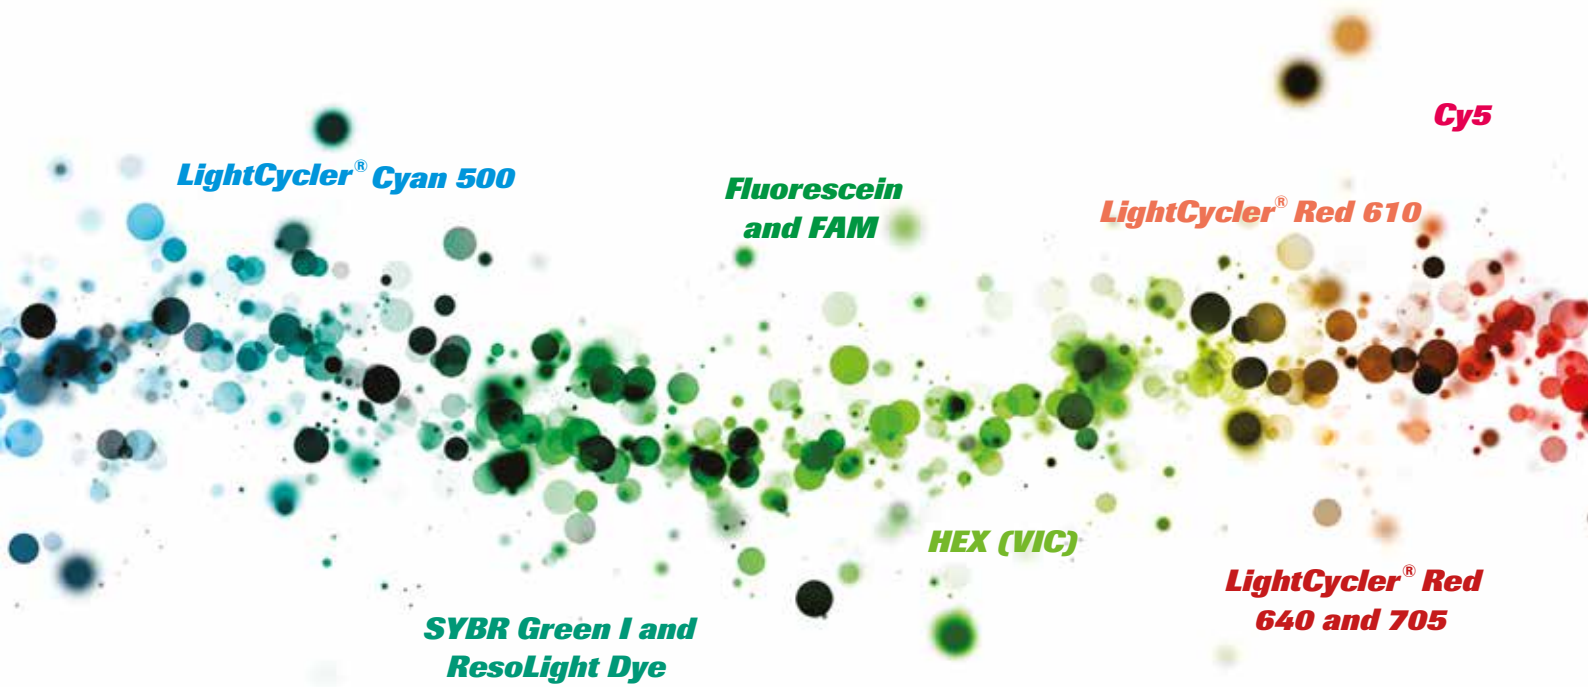 LightCycler® Cyan 500
SYBR Green I and
ResoLight Dye
Fluorescein
and FAM
HEX (VIC)
LightCycler® Red 610
LightCycler® Red
640 and 705
Cy5